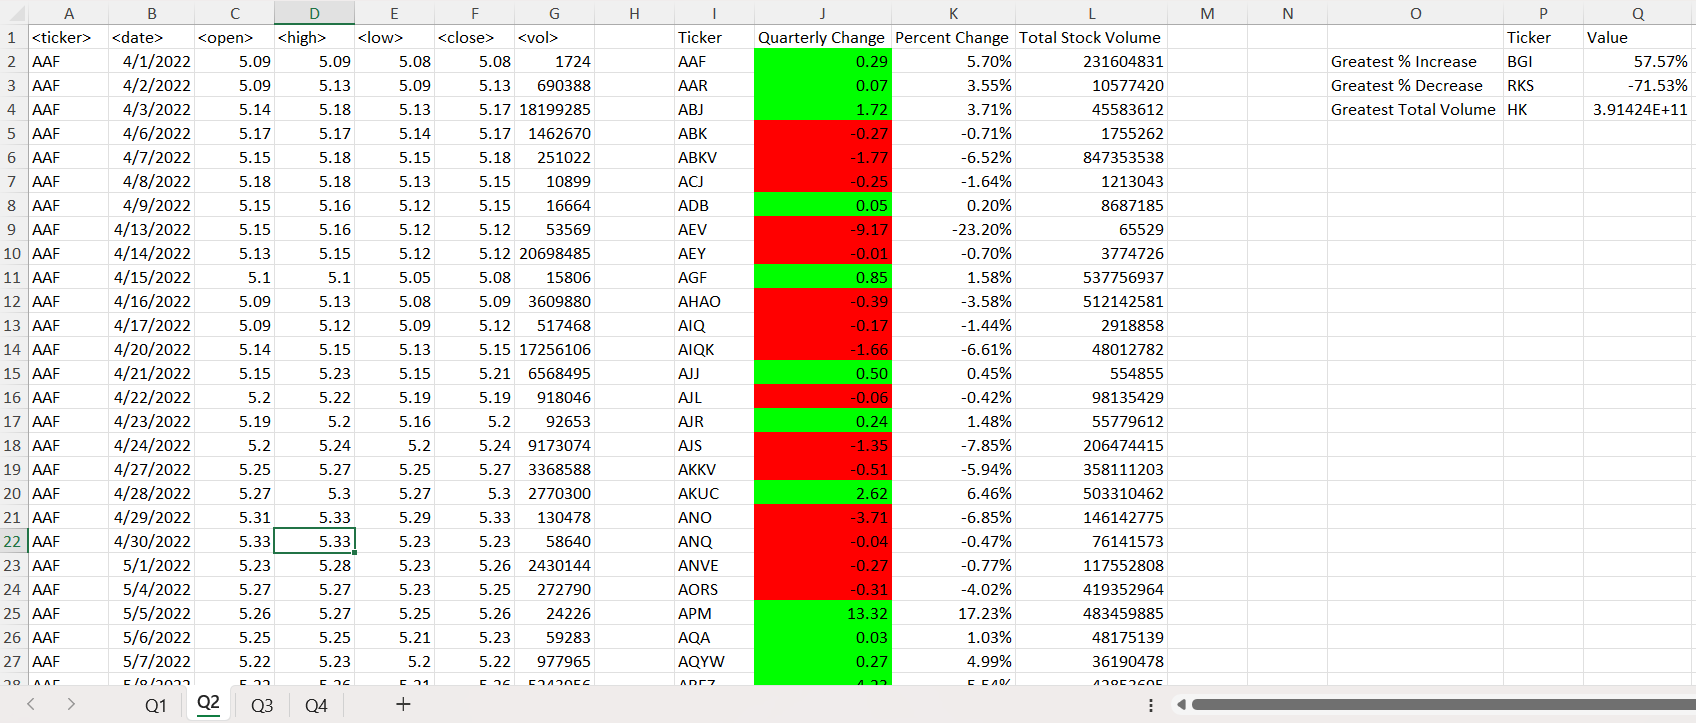 A B C D E F G H I J K L M N O P Q
1 <ticker> <date> <open> <high> <low> <close> <vol> Ticker Quarterly Change Percent Change Total Stock Volume Ticker Value
2 AAF 4/1/2022 5.09 5.09 5.08 5.08 1724 AAF 0.29 5.70% 231604831 Greatest % Increase BGI 57.57%
3 AAF 4/2/2022 5.09 5.13 5.09 5.13 690388 AAR 0.07 3.55% 10577420 Greatest % Decrease RKS -71.53%
4 AAF 4/3/2022 5.14 5.18 5.13 5.17 18199285 ABJ 1.72 3.71% 45583612 Greatest Total Volume HK 3.91424E+11
5 AAF 4/6/2022 5.17 5.17 5.14 5.17 1462670 ABK -0.27 -0.71% 1755262
6 AAF 4/7/2022 5.15 5.18 5.15 5.18 251022 ABKV -1.77 -6.52% 847353538
7 AAF 4/8/2022 5.18 5.18 5.13 5.15 10899 ACJ -0.25 -1.64% 1213043
8 AAF 4/9/2022 5.15 5.16 5.12 5.15 16664 ADB 0.05 0.20% 8687185
9 AAF 4/13/2022 5.15 5.16 5.12 5.12 53569 AEV -9.17 -23.20% 65529
10 AAF 4/14/2022 5.13 5.15 5.12 5.12 20698485 AEY -0.01 -0.70% 3774726
11 AAF 4/15/2022 5.1 5.1 5.05 5.08 15806 AGF 0.85 1.58% 537756937
12 AAF 4/16/2022 5.09 5.13 5.08 5.09 3609880 AHAO -0.39 -3.58% 512142581
13 AAF 4/17/2022 5.09 5.12 5.09 5.12 517468 AIQ -0.17 -1.44% 2918858
14 AAF 4/20/2022 5.14 5.15 5.13 5.15 17256106 AIQK -1.66 -6.61% 48012782
15 AAF 4/21/2022 5.15 5.23 5.15 5.21 6568495 AJJ 0.50 0.45% 554855
16 AAF 4/22/2022 5.2 5.22 5.19 5.19 918046 AJL -0.06 -0.42% 98135429
17 AAF 4/23/2022 5.19 5.2 5.16 5.2 92653 AJR 0.24 1.48% 55779612
18 AAF 4/24/2022 5.2 5.24 5.2 5.24 9173074 AJS -1.35 -7.85% 206474415
19 AAF 4/27/2022 5.25 5.27 5.25 5.27 3368588 AKKV -0.51 -5.94% 358111203
20 AAF 4/28/2022 5.27 5.3 5.27 5.3 2770300 AKUC 2.62 6.46% 503310462
21 AAF 4/29/2022 5.31 5.33 5.29 5.33 130478 ANO -3.71 -6.85% 146142775
22 AAF 4/30/2022 5.33 5.33 5.23 5.23 58640 ANQ -0.04 -0.47% 76141573
23 AAF 5/1/2022 5.23 5.28 5.23 5.26 2430144 ANVE -0.27 -0.77% 117552808
24 AAF 5/4/2022 5.27 5.27 5.23 5.25 272790 AORS -0.31 -4.02% 419352964
25 AAF 5/5/2022 5.26 5.27 5.25 5.26 24226 APM 13.32 17.23% 483459885
26 AAF 5/6/2022 5.25 5.25 5.21 5.23 59283 AQA 0.03 1.03% 48175139
27 AAF 5/7/2022 5.22 5.23 5.2 5.22 977965 AQYW 0.27 4.99% 36190478
28 AAF 5/8/2022
Q1 Q2 Q3 Q4